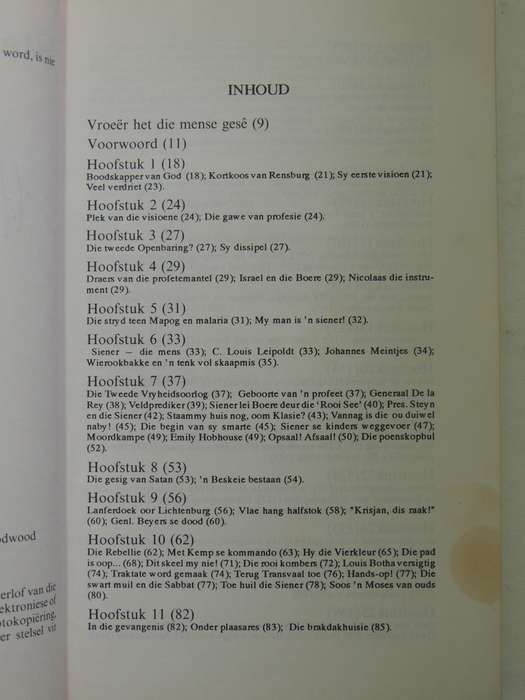 word, is nie
INHOUD
Vroeër het die mense gesê (9)
Voorwoord (11)
Hoofstuk 1 (18)
Boodskapper van God (18); Kortkoos van Rensburg (21); Sy eerste visioen (21);
Veel verdriet (23).
Hoofstuk 2 (24)
Plek van die visioene (24); Die gawe van profesie (24).
Hoofstuk 3 (27)
Die tweede Openbaring? (27); Sy dissipel (27).
Hoofstuk 4 (29)
Draers van die profetemantel (29); Israel en die Boere (29); Nicolaas die instru-
ment (29).
Hoofstuk 5 (31)
Die stryd teen Mapog en malaria (31); My man is 'n siener! (32).
Hoofstuk 6 (33)
Siener – die mens (33); C. Louis Leipoldt (33); Johannes Meintjes (34);
Wierookbakke en 'n tenk vol skaapmis (35).
Hoofstuk 7 (37)
Die Tweede Vryheidsoorlog (37); Geboorte van 'n profeet (37); Generaal De la
Rey (38); Veldprediker (39); Siener lei Boere deur die 'Rooi See' (40); Pres. Steyn
en die Siener (42); Staammy huis nog, oom Klasie? (43); Vannag is die ou duiwel
naby! (45); Die begin van sy smarte (45); Siener se kinders weggevoer (47);
Moordkampe (49); Emily Hobhouse (49); Opsaal! Afsaal! (50); Die poenskopbul
(52).
Hoofstuk 8 (53)
Die gesig van Satan (53); 'n Beskeie bestaan (54).
Hoofstuk 9 (56)
Lanferdoek oor Lichtenburg (56); Vlae hang halfstok (58); "Krisjan, dis raak!"
(60); Genl. Beyers se dood (60).
Hoofstuk 10 (62)
Die Rebellie (62); Met Kemp se kommando (63); Hy die Vierkleur (65); Die pad
is oop... (68); Dit skeel my nie! (71); Die rooi kombers (72); Louis Botha versigtig
(74); Traktate word gemaak (74); Terug Transvaal toe (76); Hands-op! (77); Die
swart muil en die Sabbat (77); Toe huil die Siener (78); Soos 'n Moses van ouds
(80).
Hoofstuk 11 (82)
In die gevangenis (82); Onder plaasares (83); Die brakdakhuisie (85).
odwood
erlof van die
ektroniese of
otokopiëring,
er stelsel vir